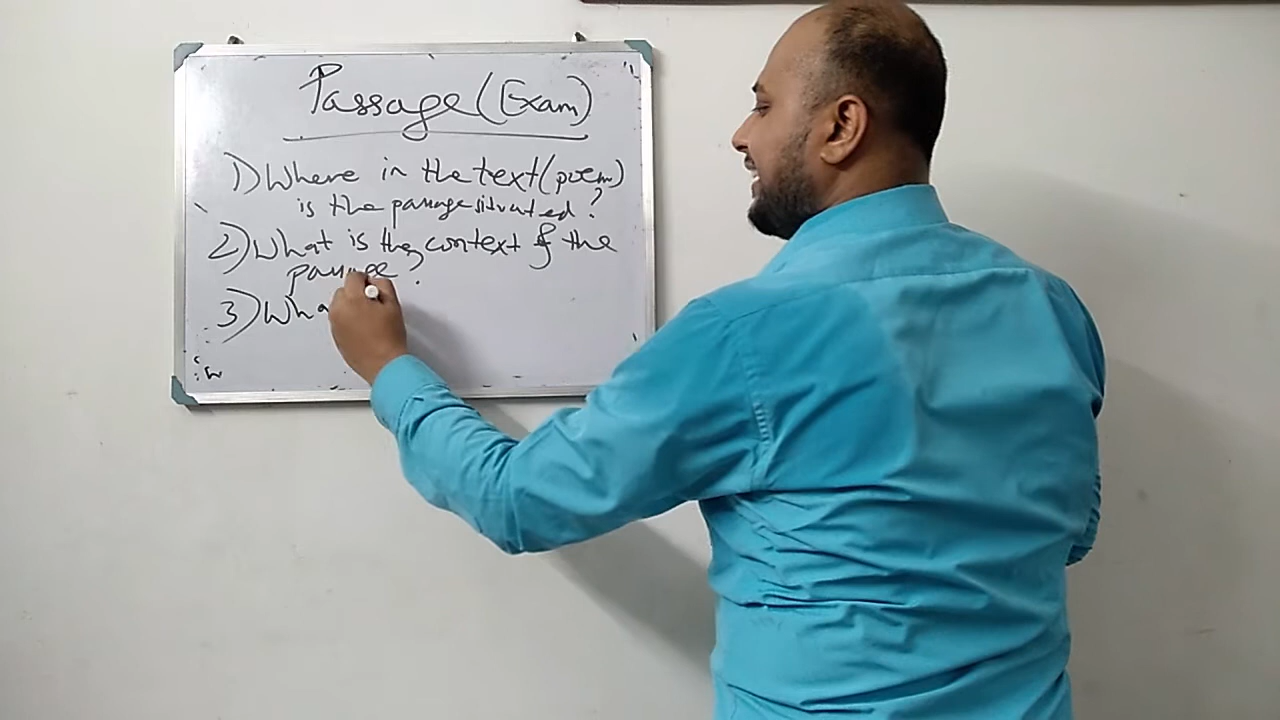 Passage (Exam)
1) Where in the text (poem)
is the passage situated?
2) What is the context of the
passage?
3) Wha